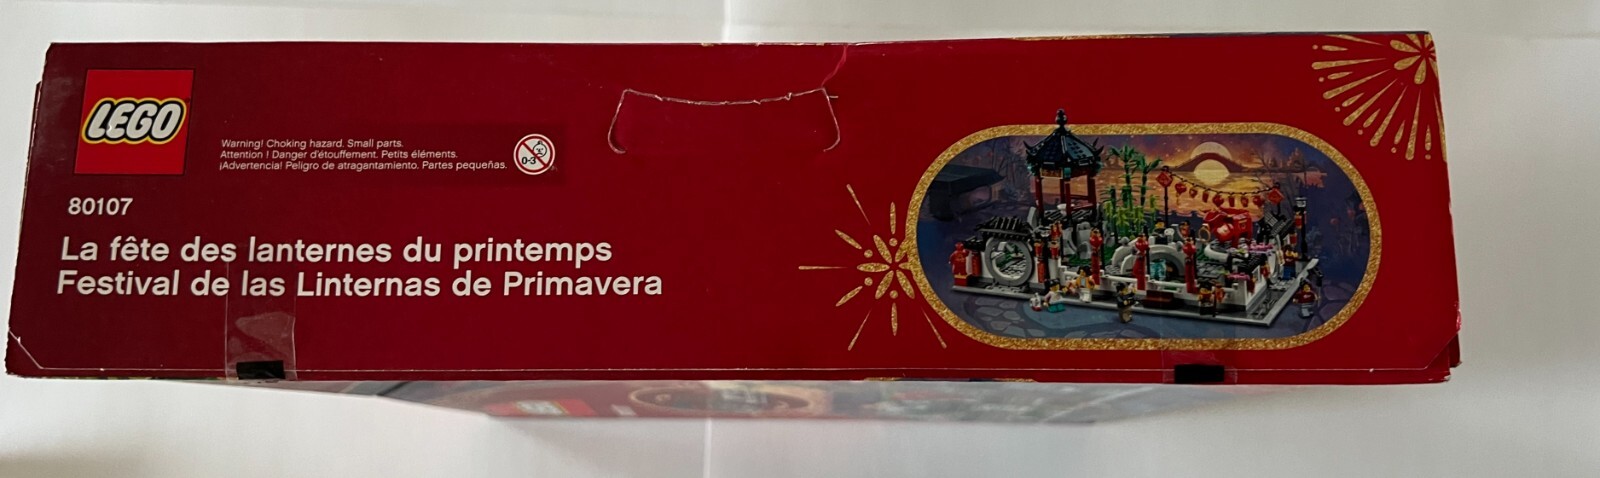 LEGO
Warning! Choking hazard. Small parts.
Attention ! Danger d'étouffement. Petits éléments.
¡Advertencia! Peligro de atragantamiento. Partes pequeñas.
0-3
80107
La fête des lanternes du printemps
Festival de las Linternas de Primavera